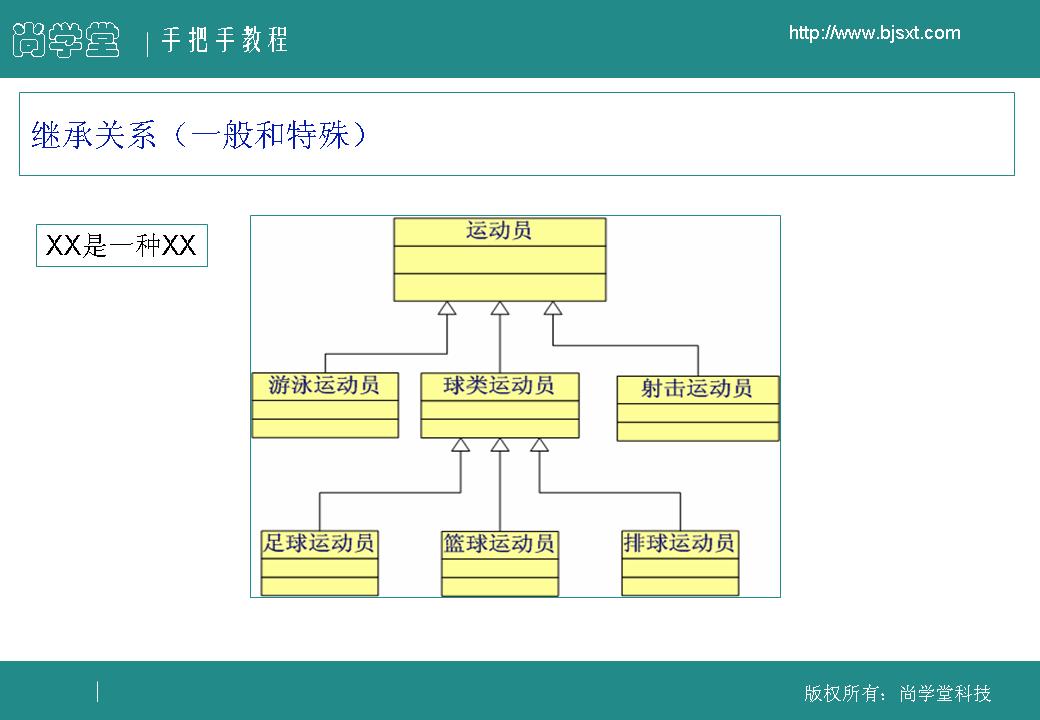 尚学堂
手把手教程
http://www.bjsxt.com
继承关系（一般和特殊）
XX是一种XX
运动员
游泳运动员
球类运动员
射击运动员
足球运动员
篮球运动员
排球运动员
版权所有：尚学堂科技